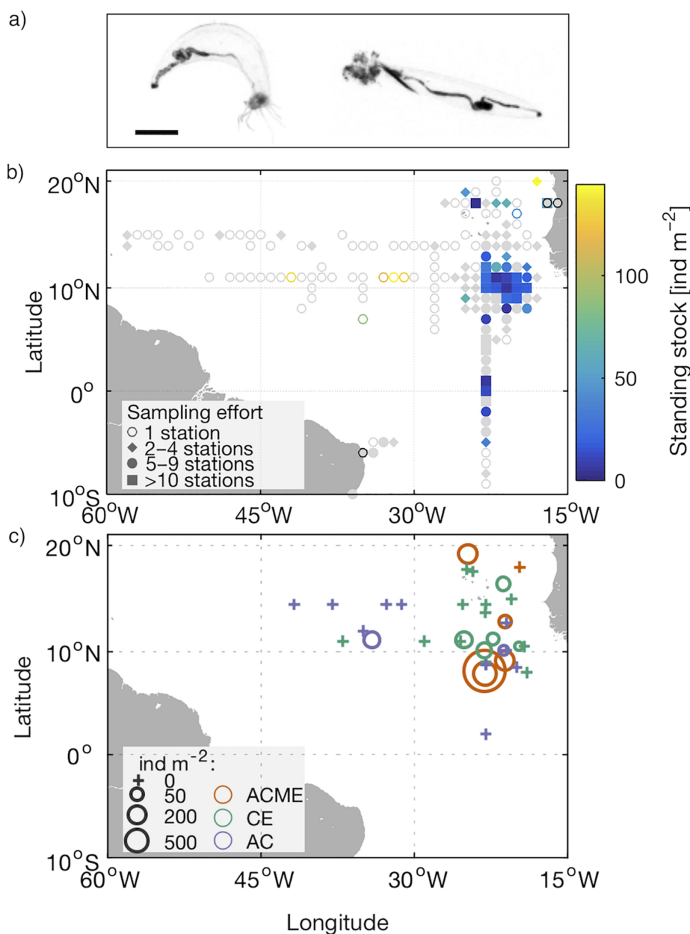 a)
b)
20°N
10°N
0°
10°S
Latitude
60°W
45°W
30°W
15°W
Sampling effort
1 station
2–4 stations
5–9 stations
>10 stations
100
50
0
Standing stock [ind m⁻²]
c)
20°N
10°N
0°
10°S
Latitude
ind m⁻²:
0
50
200
500
ACME
CE
AC
60°W
45°W
30°W
15°W
Longitude